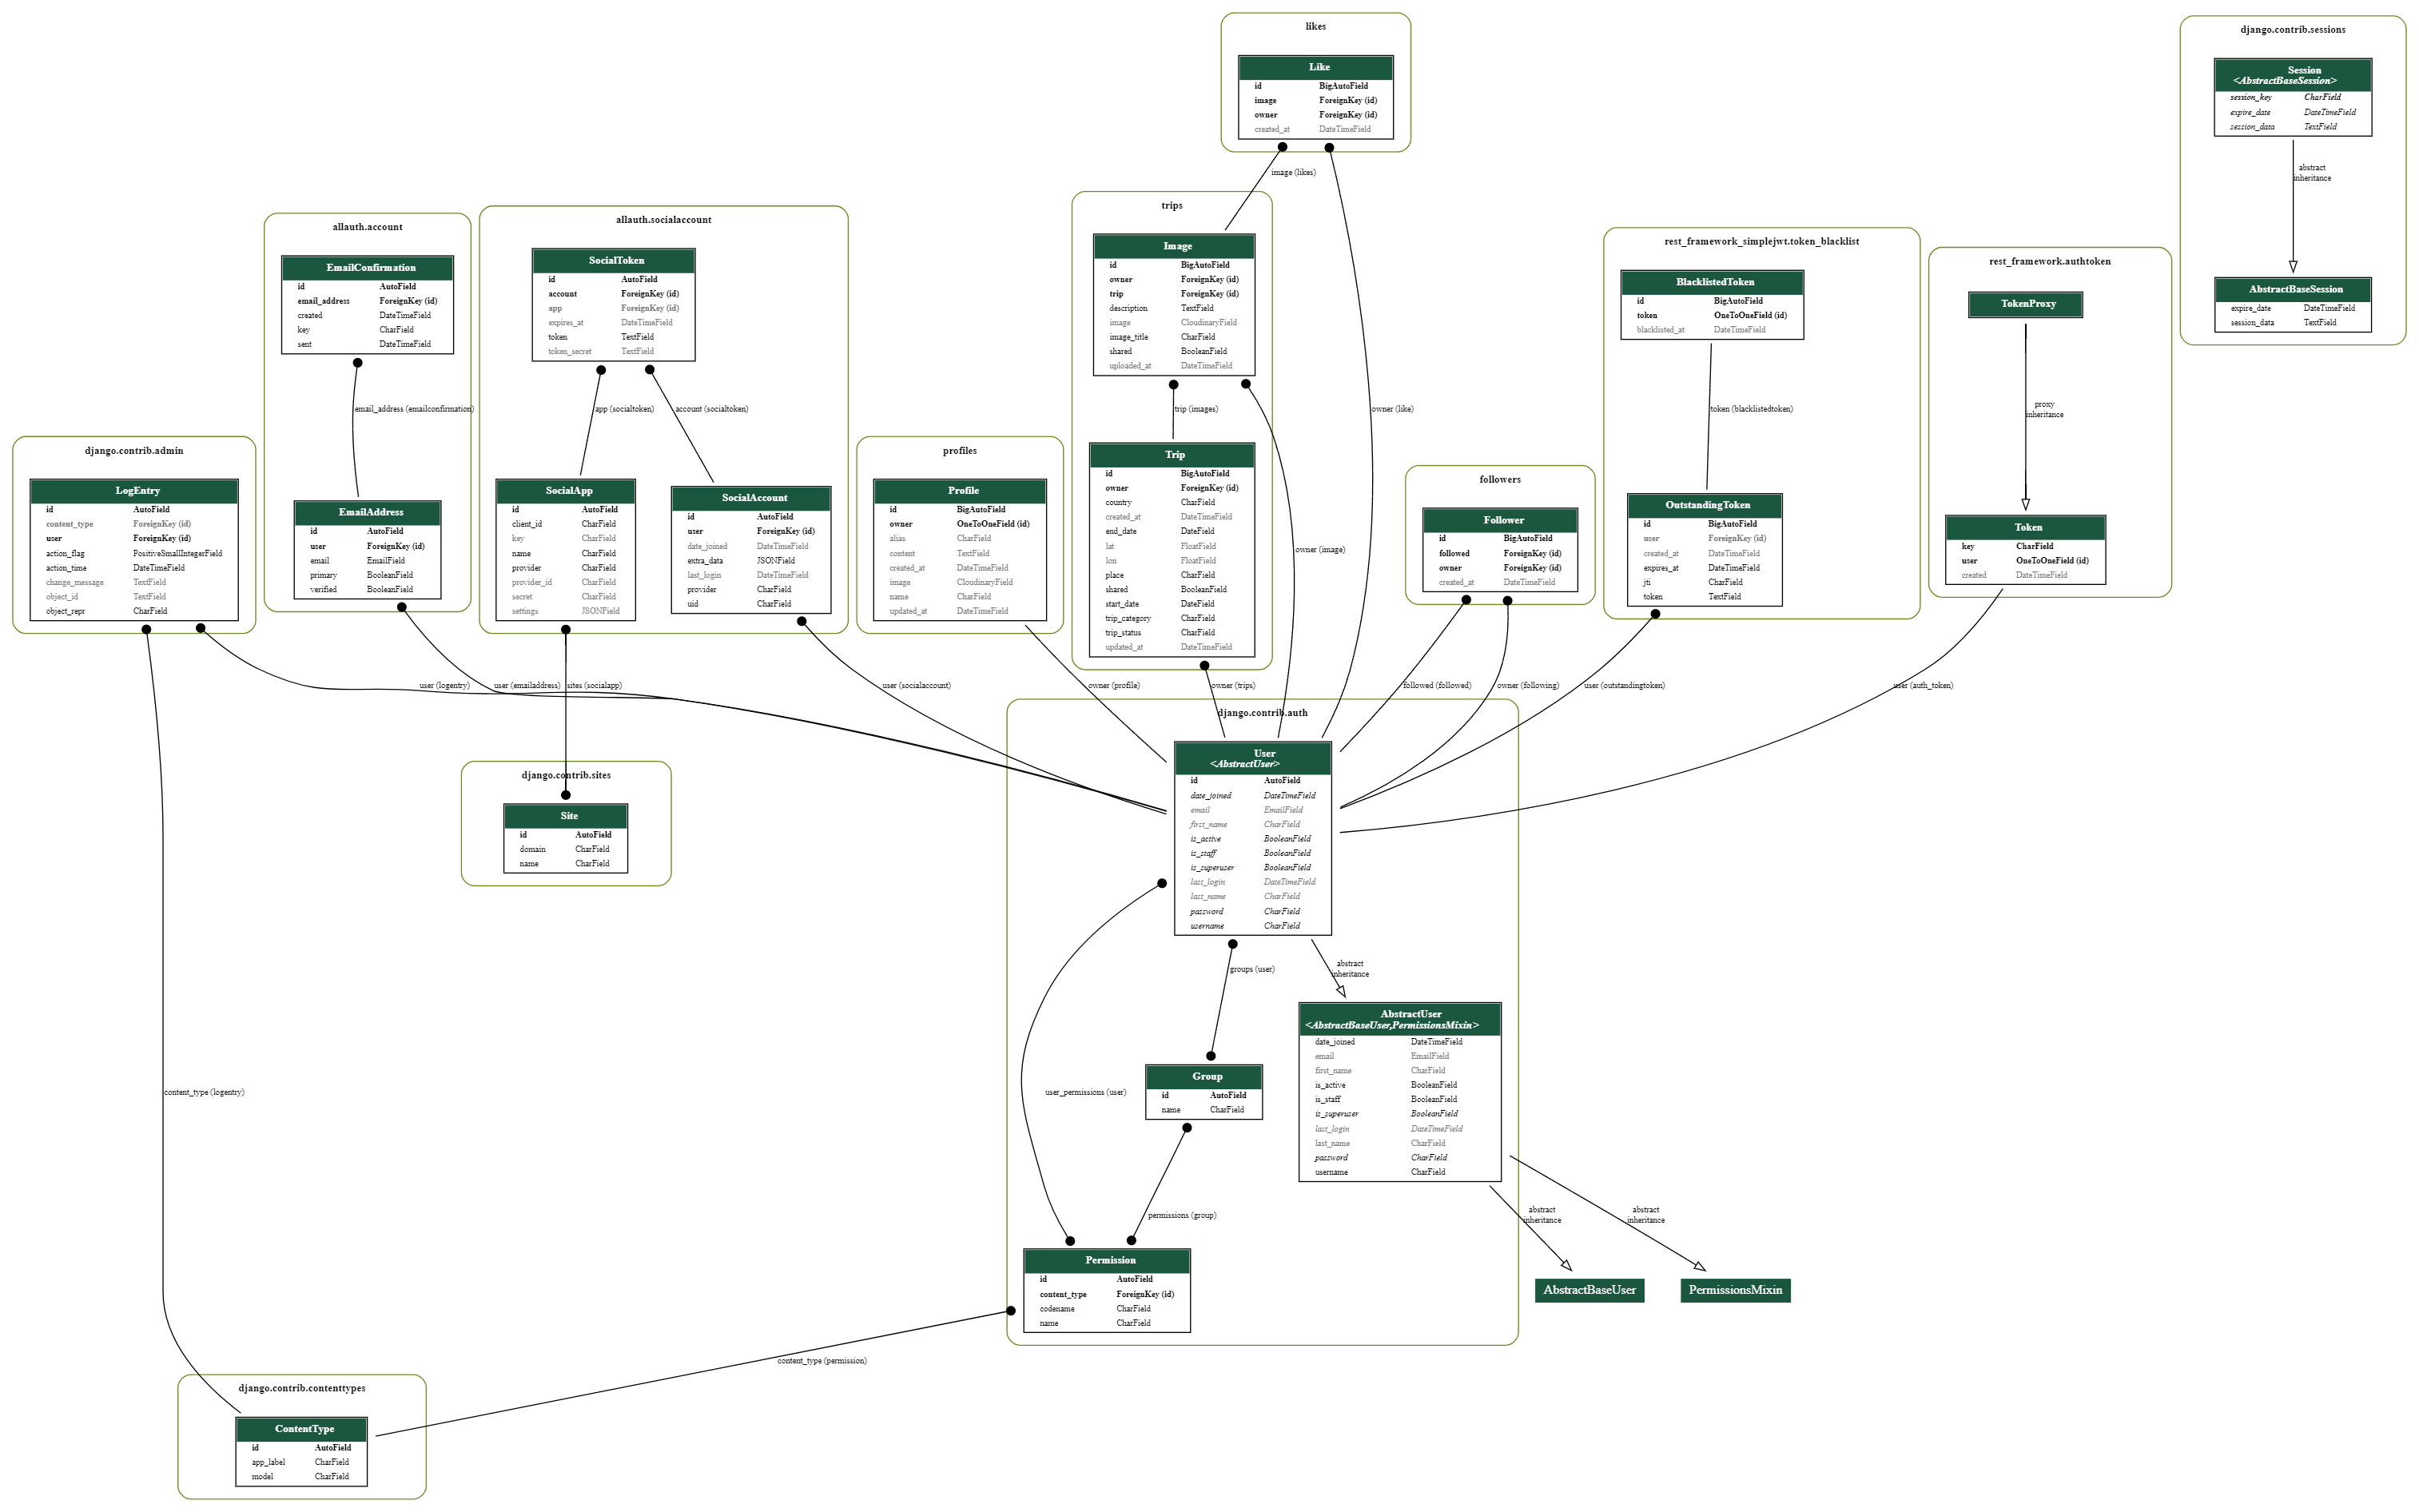 likes
Like
id BigAutoField
image ForeignKey (id)
owner ForeignKey (id)
created_at DateTimeField
django.contrib.sessions
Session
<AbstractBaseSession>
session_key CharField
expire_date DateTimeField
session_data TextField
abstract
inheritance
AbstractBaseSession
expire_date DateTimeField
session_data TextField
image (likes)
owner (like)
trips
Image
id BigAutoField
owner ForeignKey (id)
trip ForeignKey (id)
description TextField
image CloudinaryField
image_title CharField
shared BooleanField
uploaded_at DateTimeField
trip (images)
owner (image)
Trip
id BigAutoField
owner ForeignKey (id)
country CharField
created_at DateTimeField
end_date DateField
lat FloatField
lon FloatField
place CharField
shared BooleanField
start_date DateField
trip_category CharField
trip_status CharField
updated_at DateTimeField
allauth.account
EmailConfirmation
id AutoField
email_address ForeignKey (id)
created DateTimeField
key CharField
sent DateTimeField
email_address (emailconfirmation)
EmailAddress
id AutoField
user ForeignKey (id)
email EmailField
primary BooleanField
verified BooleanField
allauth.socialaccount
SocialToken
id AutoField
account ForeignKey (id)
app ForeignKey (id)
expires_at DateTimeField
token TextField
token_secret TextField
app (socialtoken)
account (socialtoken)
SocialApp
id AutoField
client_id CharField
key CharField
name CharField
provider CharField
provider_id CharField
secret CharField
settings JSONField
SocialAccount
id AutoField
user ForeignKey (id)
date_joined DateTimeField
extra_data JSONField
last_login DateTimeField
provider CharField
uid CharField
rest_framework_simplejwt.token_blacklist
BlacklistedToken
id BigAutoField
token OneToOneField (id)
blacklisted_at DateTimeField
token (blacklistedtoken)
OutstandingToken
id BigAutoField
user ForeignKey (id)
created_at DateTimeField
expires_at DateTimeField
jti CharField
token TextField
rest_framework.authtoken
TokenProxy
proxy
inheritance
Token
key CharField
user OneToOneField (id)
created DateTimeField
django.contrib.admin
LogEntry
id AutoField
content_type ForeignKey (id)
user ForeignKey (id)
action_flag PositiveSmallIntegerField
action_time DateTimeField
change_message TextField
object_id TextField
object_repr CharField
profiles
Profile
id BigAutoField
owner OneToOneField (id)
alias CharField
content TextField
created_at DateTimeField
image CloudinaryField
name CharField
updated_at DateTimeField
followers
Follower
id BigAutoField
followed ForeignKey (id)
owner ForeignKey (id)
created_at DateTimeField
user (logentry)
user (emailaddress)
sites (socialapp)
user (socialaccount)
owner (profile)
owner (trips)
followed (followed)
owner (following)
user (outstandingtoken)
user (auth_token)
django.contrib.sites
Site
id AutoField
domain CharField
name CharField
django.contrib.auth
User
<AbstractUser>
id AutoField
date_joined DateTimeField
email EmailField
first_name CharField
is_active BooleanField
is_staff BooleanField
is_superuser BooleanField
last_login DateTimeField
last_name CharField
password CharField
username CharField
groups (user)
abstract
inheritance
AbstractUser
<AbstractBaseUser,PermissionsMixin>
date_joined DateTimeField
email EmailField
first_name CharField
is_active BooleanField
is_staff BooleanField
is_superuser BooleanField
last_login DateTimeField
last_name CharField
password CharField
username CharField
Group
id AutoField
name CharField
user_permissions (user)
content_type (logentry)
permissions (group)
abstract
inheritance
abstract
inheritance
Permission
id AutoField
content_type ForeignKey (id)
codename CharField
name CharField
AbstractBaseUser
PermissionsMixin
content_type (permission)
django.contrib.contenttypes
ContentType
id AutoField
app_label CharField
model CharField